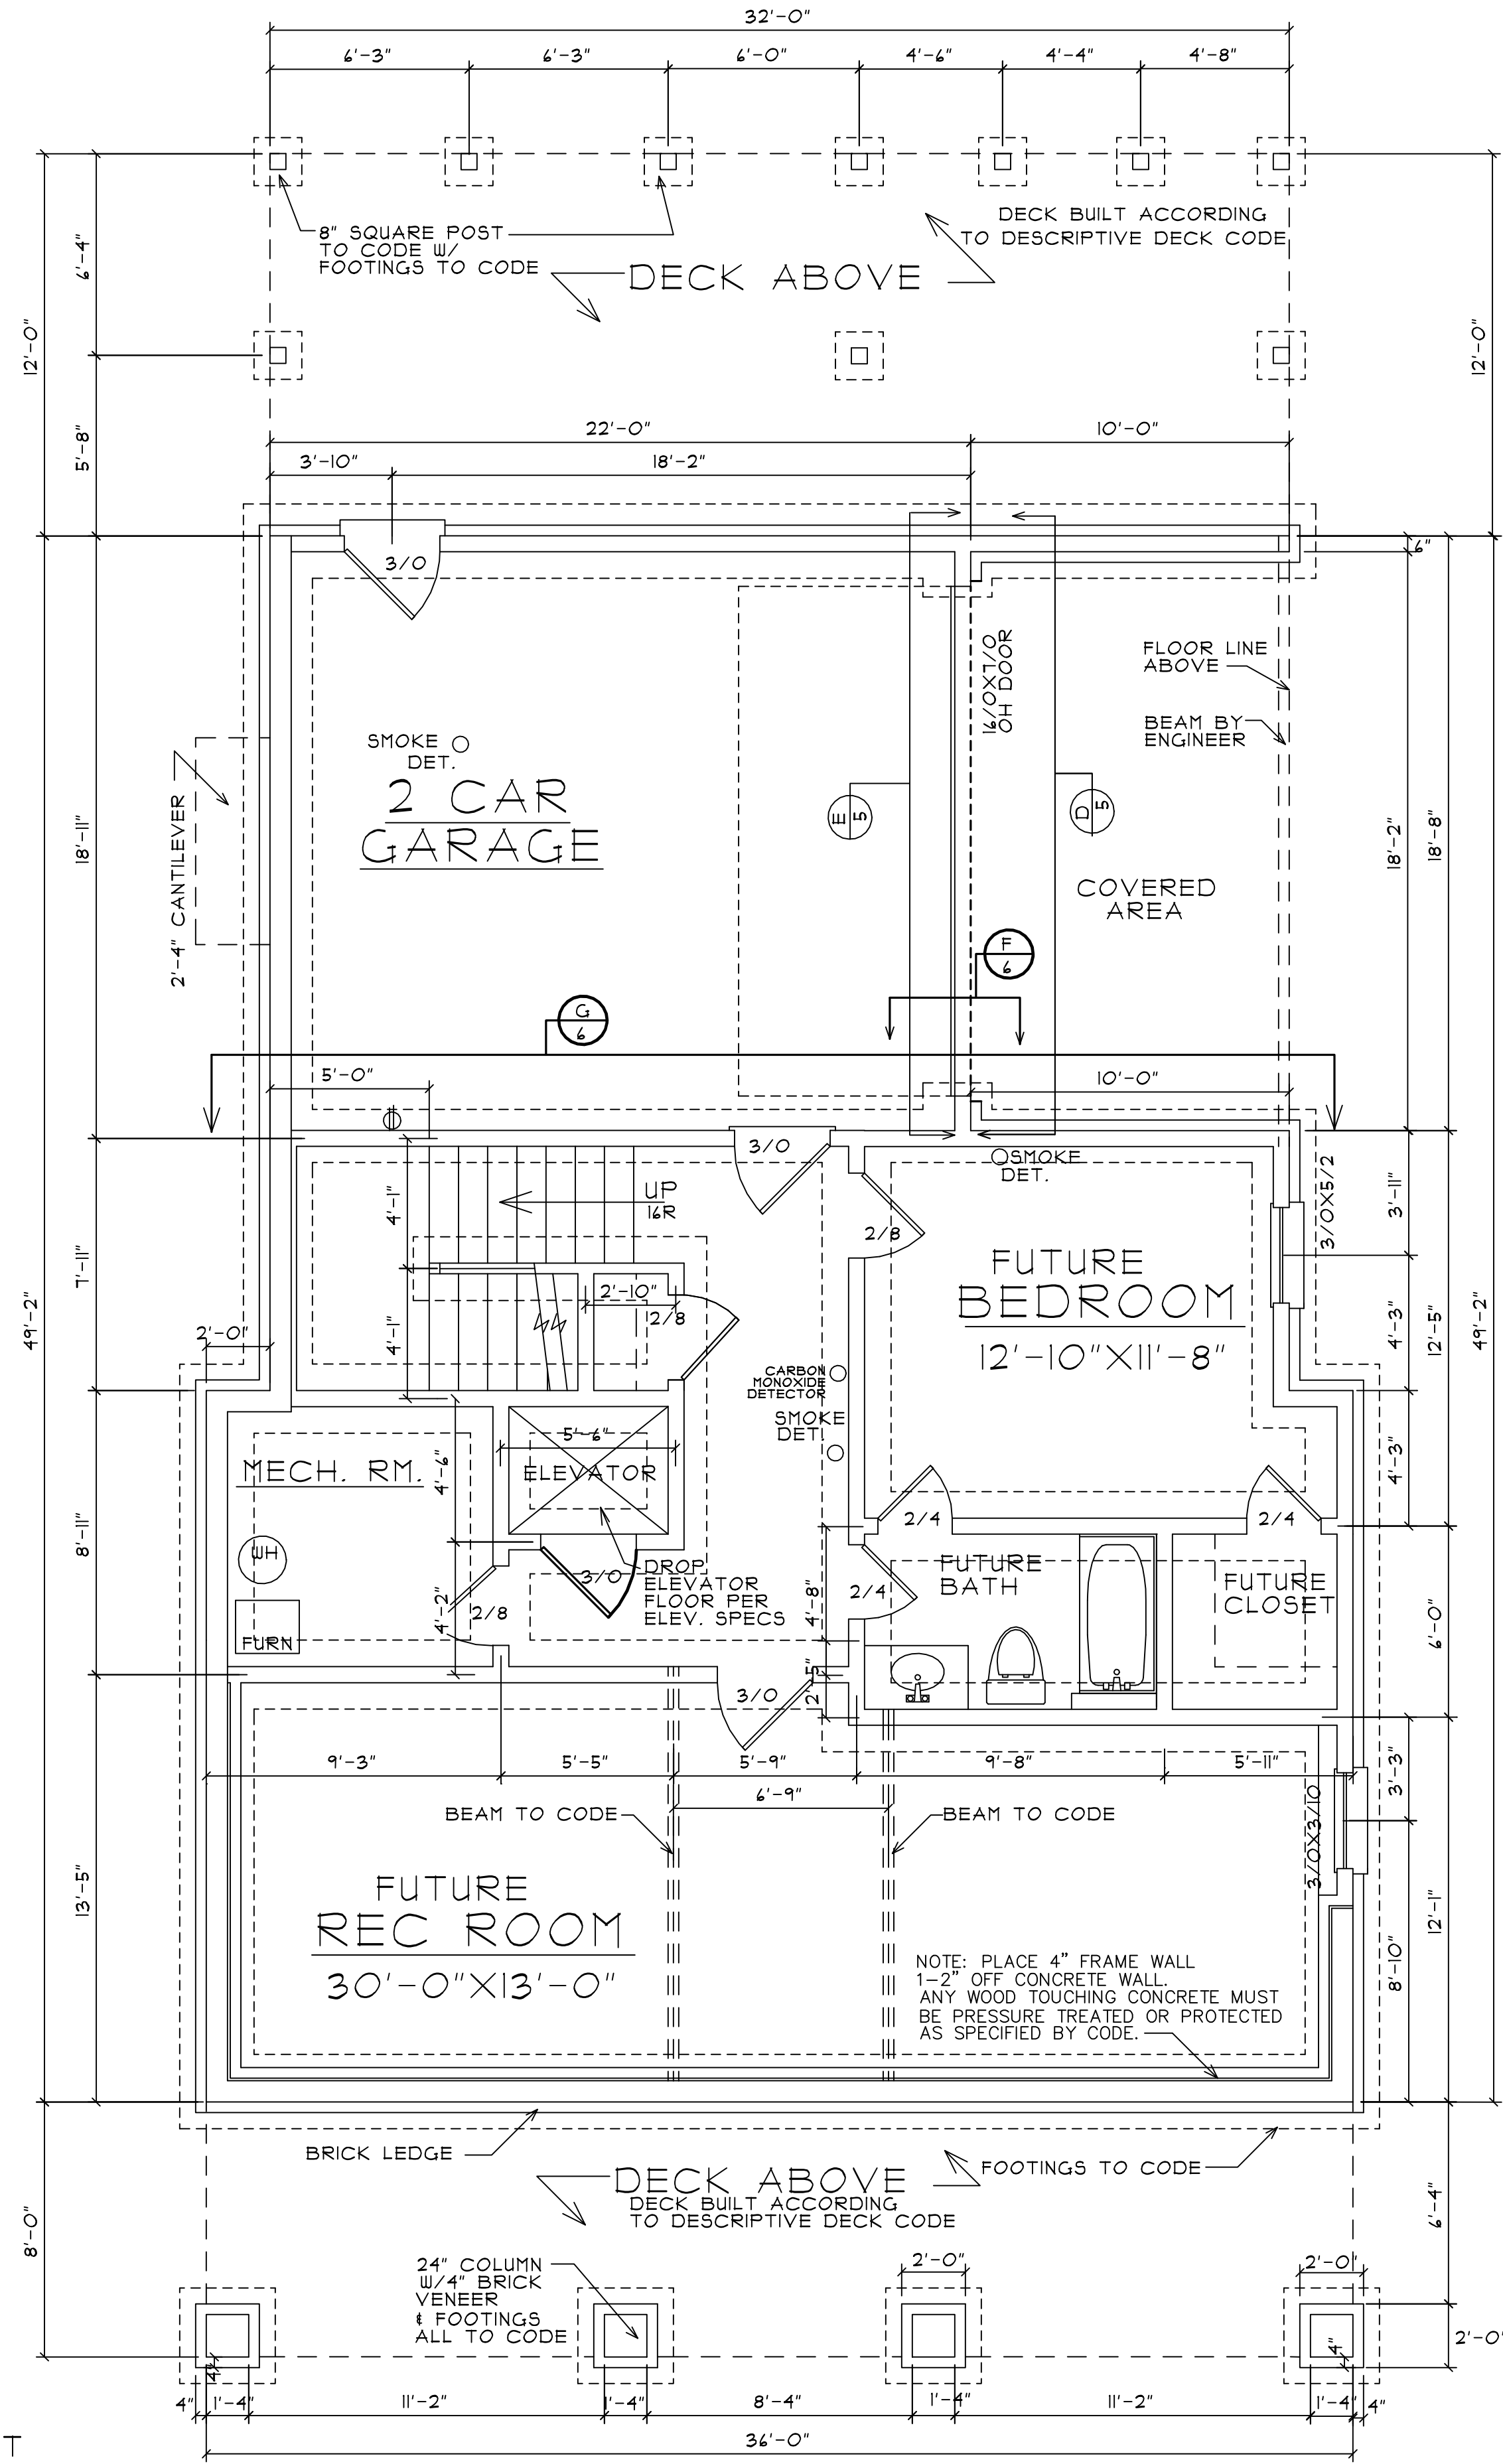 32'-0"
6'-3" 6'-3" 6'-0" 4'-6" 4'-4" 4'-8"
8" SQUARE POST
TO CODE W/
FOOTINGS TO CODE
DECK ABOVE
DECK BUILT ACCORDING
TO DESCRIPTIVE DECK CODE
12'-0"
6'-4"
5'-8"
12'-0"
22'-0" 10'-0"
3'-10" 18'-2"
3/0
6"
16/0X7/0
OH DOOR
FLOOR LINE
ABOVE
BEAM BY
ENGINEER
SMOKE
DET.
2 CAR
GARAGE
E
5
D
5
COVERED
AREA
2'-4" CANTILEVER
18'-11"
18'-2"
18'-8"
F
6
G
6
5'-0"
10'-0"
3/0
SMOKE
DET.
UP
16R
4'-1"
4'-1"
2'-10"
2/8
2/8
7'-11"
49'-2"
2'-0"
FUTURE
BEDROOM
12'-10"X11'-8"
3/0X5/2
3'-11"
4'-3"
4'-3"
12'-5"
49'-2"
CARBON
MONOXIDE
DETECTOR
SMOKE
DET.
MECH. RM.
5'-6"
ELEVATOR
4'-6"
8'-11"
WH
FURN
4'-2"
2/8
3/0
DROP
ELEVATOR
FLOOR PER
ELEV. SPECS
2/4
2/4
2/4
FUTURE
BATH
FUTURE
CLOSET
4'-8"
2'-5"
6'-0"
3/0
9'-3" 5'-5" 5'-9" 9'-8" 5'-11"
6'-9"
BEAM TO CODE
BEAM TO CODE
3'-3"
3/0X3/10
FUTURE
REC ROOM
30'-0"X13'-0"
13'-5"
8'-10"
12'-1"
NOTE: PLACE 4" FRAME WALL
1-2" OFF CONCRETE WALL.
ANY WOOD TOUCHING CONCRETE MUST
BE PRESSURE TREATED OR PROTECTED
AS SPECIFIED BY CODE.
BRICK LEDGE
DECK ABOVE
DECK BUILT ACCORDING
TO DESCRIPTIVE DECK CODE
FOOTINGS TO CODE
8'-0"
6'-4"
24" COLUMN
W/4" BRICK
VENEER
& FOOTINGS
ALL TO CODE
2'-0"
2'-0"
2'-0"
4"
4"
4" 1'-4" 11'-2" 1'-4" 8'-4" 1'-4" 11'-2" 1'-4" 4"
36'-0"
T